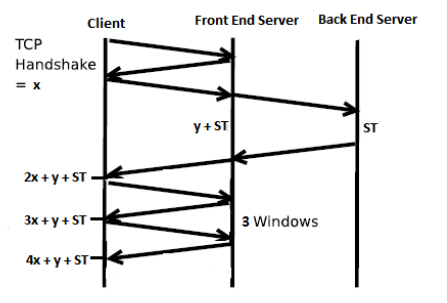 Client Front End Server Back End Server
TCP
Handshake
= x
y + ST
ST
2x + y + ST
3x + y + ST
3 Windows
4x + y + ST